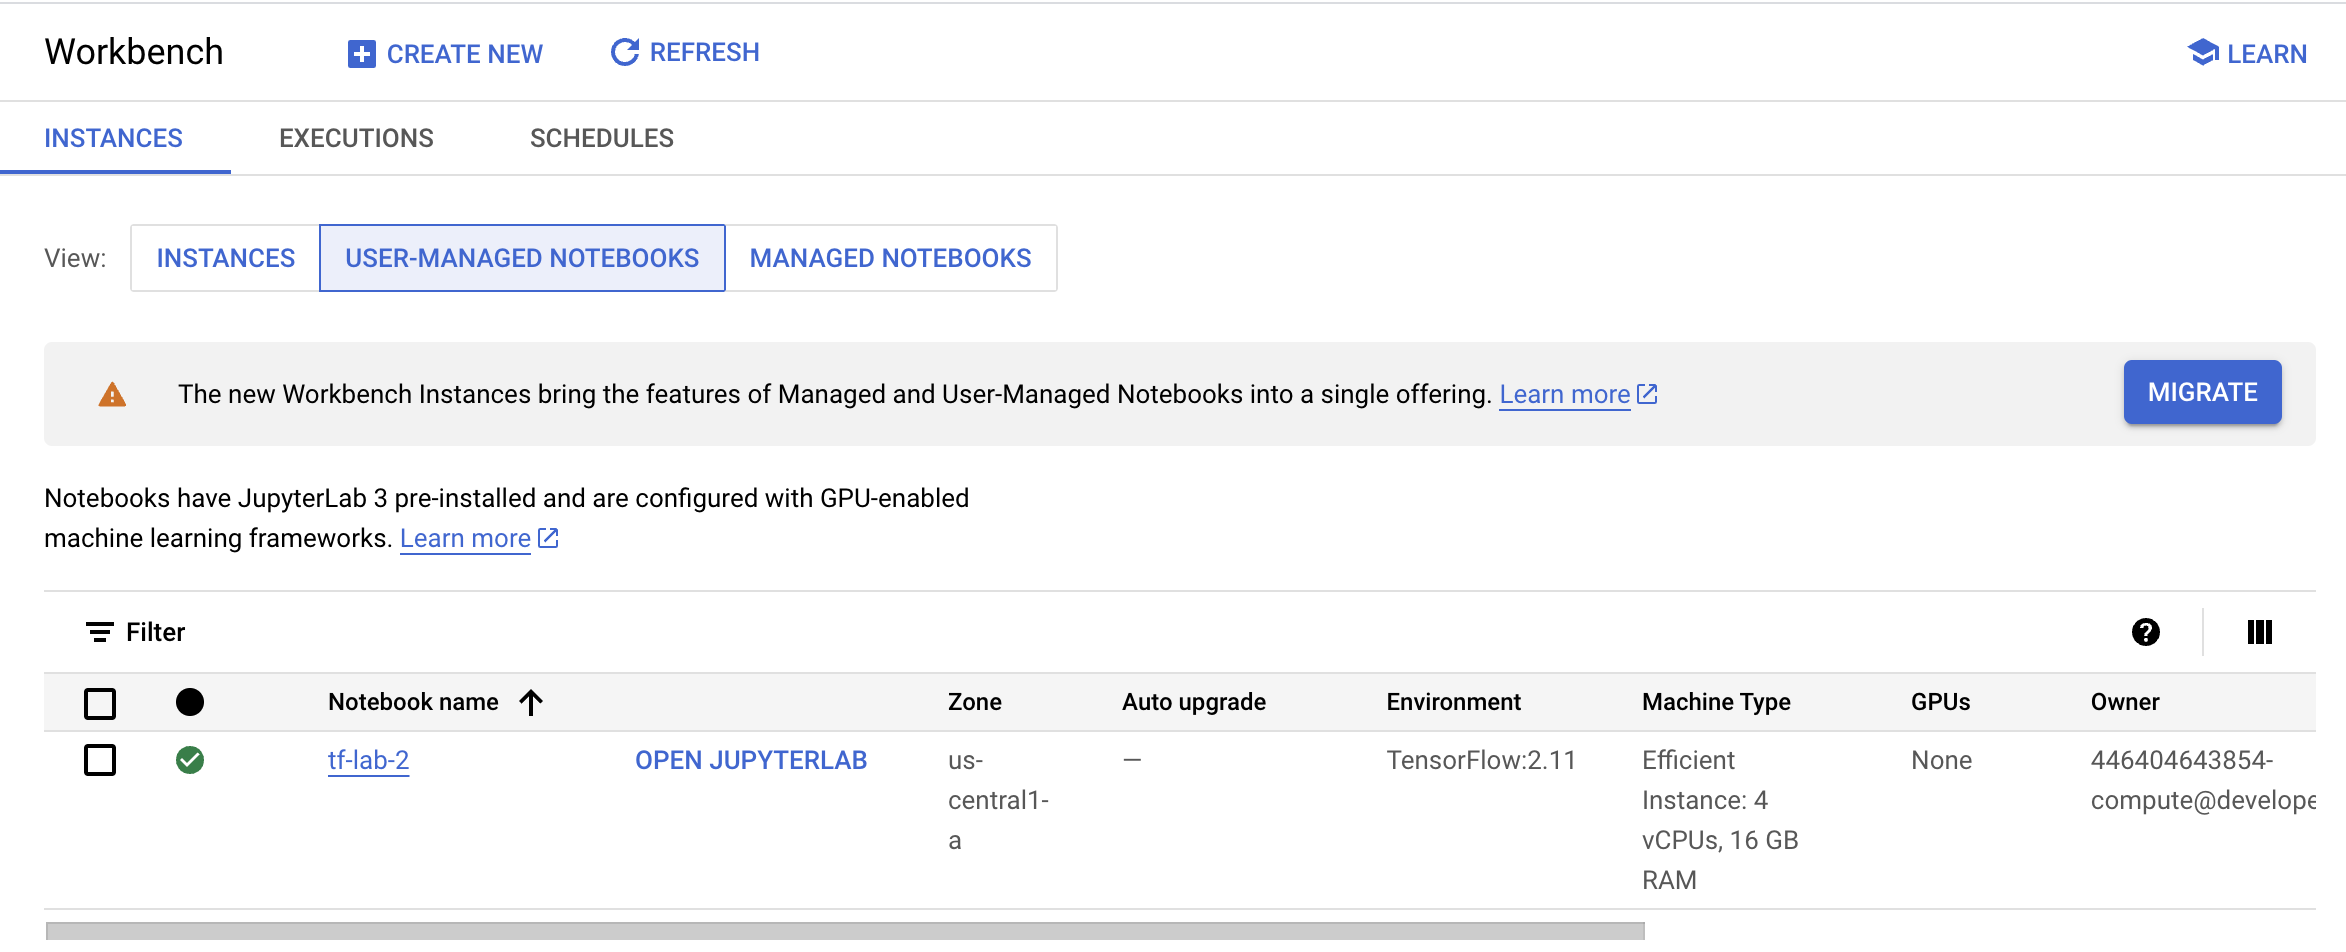 Workbench
CREATE NEW
REFRESH
LEARN
INSTANCES
EXECUTIONS
SCHEDULES
View:
INSTANCES
USER-MANAGED NOTEBOOKS
MANAGED NOTEBOOKS
The new Workbench Instances bring the features of Managed and User-Managed Notebooks into a single offering. Learn more
MIGRATE
Notebooks have JupyterLab 3 pre-installed and are configured with GPU-enabled
machine learning frameworks. Learn more
Filter
Notebook name
Zone
Auto upgrade
Environment
Machine Type
GPUs
Owner
tf-lab-2
OPEN JUPYTERLAB
us-
central1-
a
—
TensorFlow:2.11
Efficient
Instance: 4
vCPUs, 16 GB
RAM
None
446404643854-
compute@develope